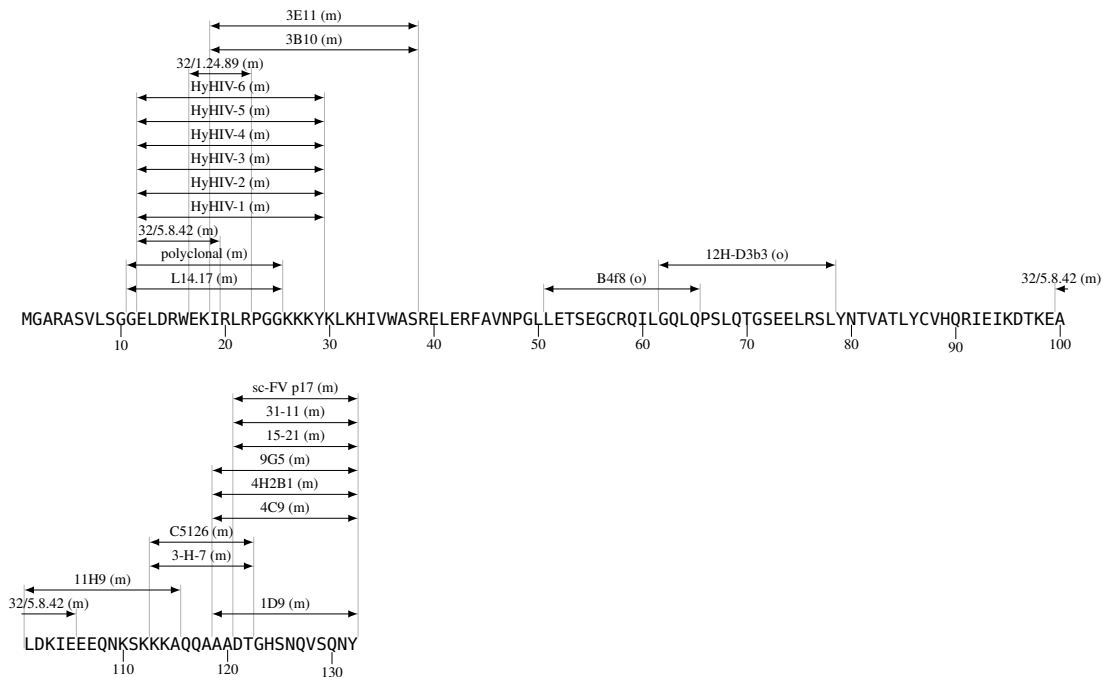 3E11 (m)
3B10 (m)
32/1.24.89 (m)
HyHIV-6 (m)
HyHIV-5 (m)
HyHIV-4 (m)
HyHIV-3 (m)
HyHIV-2 (m)
HyHIV-1 (m)
32/5.8.42 (m)
polyclonal (m) 12H-D3b3 (o)
L14.17 (m) B4f8 (o) 32/5.8.42 (m)
MGARASVLSGGELDRWEKIRLRPGGKKKYKLKHIVWASRELERFAVNPGLLETSEGCRQILGQLQPSLQTGSEELRSLYNTVATLYCVHQRIEIKDTKEA
10 20 30 40 50 60 70 80 90 100
sc-FV p17 (m)
31-11 (m)
15-21 (m)
9G5 (m)
4H2B1 (m)
4C9 (m)
C5126 (m)
3-H-7 (m)
11H9 (m)
32/5.8.42 (m) 1D9 (m)
LDKIEEEQNKSKKKAQQAAADTGHSNQVSQNY
110 120 130